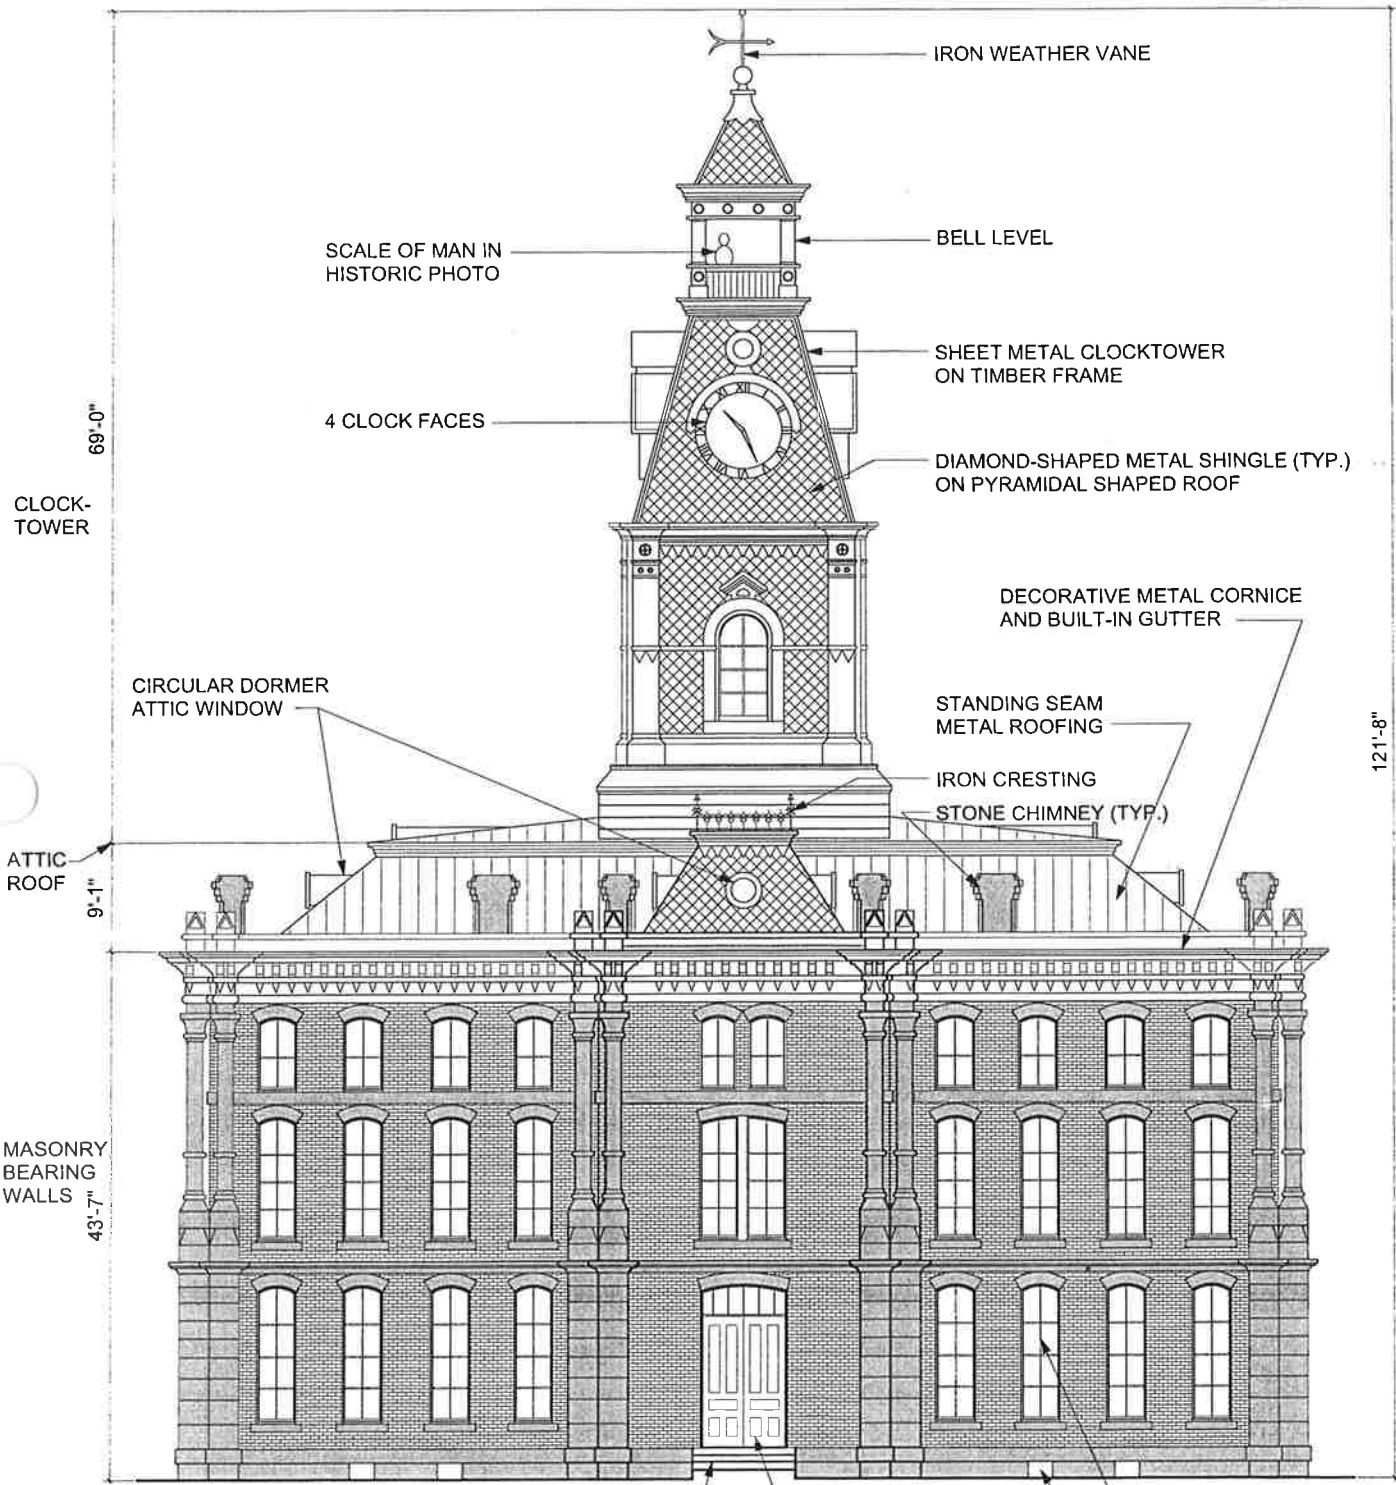 IRON WEATHER VANE
SCALE OF MAN IN
HISTORIC PHOTO
BELL LEVEL
SHEET METAL CLOCKTOWER
ON TIMBER FRAME
4 CLOCK FACES
69'-0"
DIAMOND-SHAPED METAL SHINGLE (TYP.)
ON PYRAMIDAL SHAPED ROOF
CLOCK-
TOWER
DECORATIVE METAL CORNICE
AND BUILT-IN GUTTER
CIRCULAR DORMER
ATTIC WINDOW
STANDING SEAM
METAL ROOFING
121'-8"
IRON CRESTING
STONE CHIMNEY (TYP.)
ATTIC
ROOF
9'-1"
MASONRY
BEARING
WALLS
43'-7"